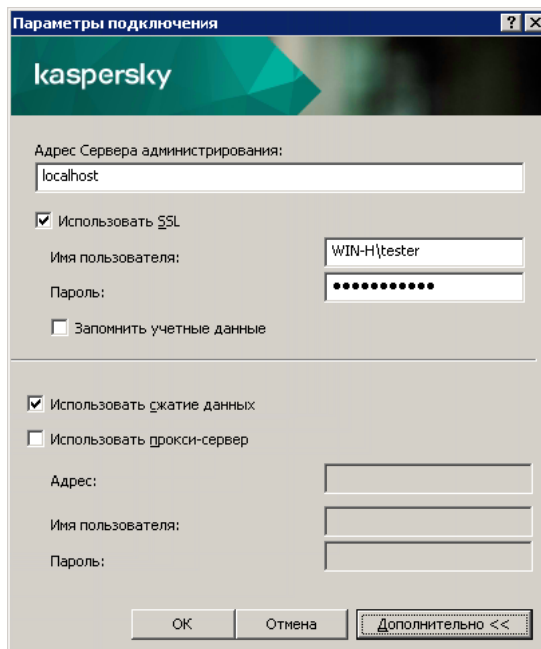 Параметры подключения
kaspersky
Адрес Сервера администрирования:
localhost
Использовать SSL
Имя пользователя: WIN-H\tester
Пароль: ●●●●●●●●●●●
Запомнить учетные данные
Использовать сжатие данных
Использовать прокси-сервер
Адрес:
Имя пользователя:
Пароль:
ОК Отмена Дополнительно <<